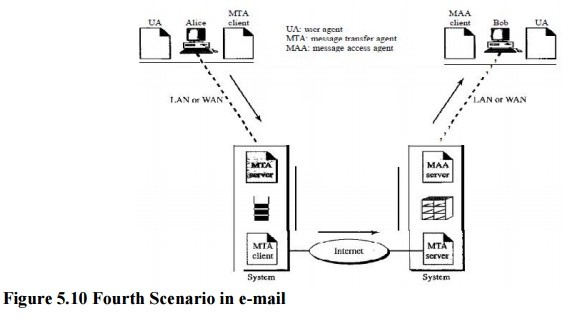 MTA
UA Alice client
UA: user agent
MTA: message transfer agent
MAA: message access agent
MAA
client Bob UA
LAN or WAN
LAN or WAN
MTA
server
MTA
client
System
Internet
MAA
server
MTA
server
System
Figure 5.10 Fourth Scenario in e-mail